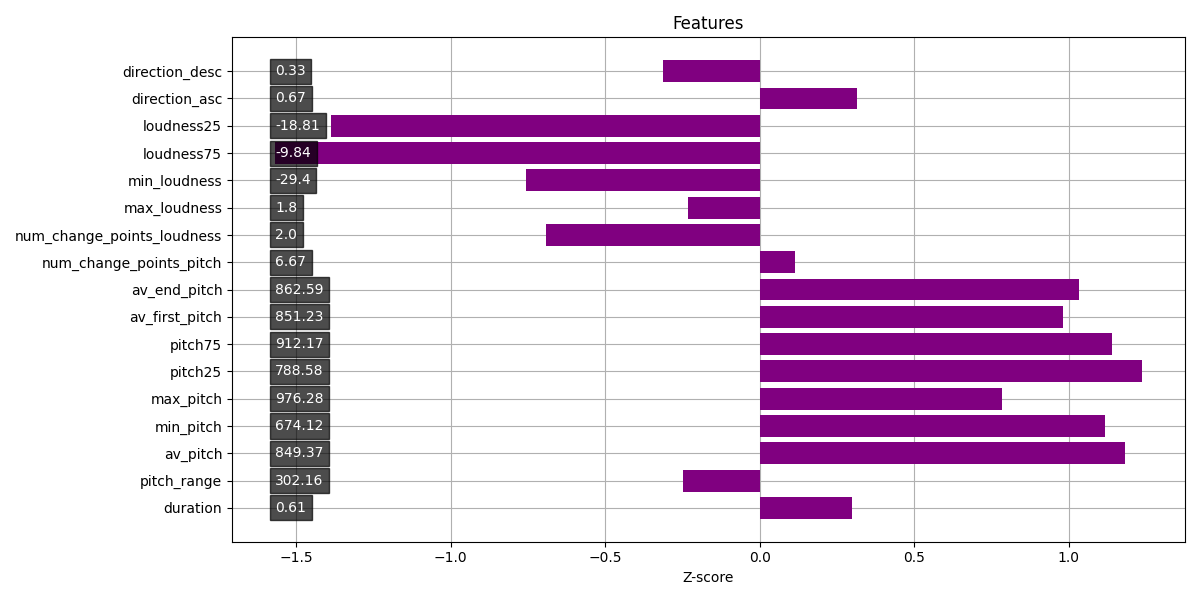 Features
direction_desc 0.33
direction_asc 0.67
loudness25 -18.81
loudness75 -9.84
min_loudness -29.4
max_loudness 1.8
num_change_points_loudness 2.0
num_change_points_pitch 6.67
av_end_pitch 862.59
av_first_pitch 851.23
pitch75 912.17
pitch25 788.58
max_pitch 976.28
min_pitch 674.12
av_pitch 849.37
pitch_range 302.16
duration 0.61
−1.5 −1.0 −0.5 0.0 0.5 1.0
Z-score